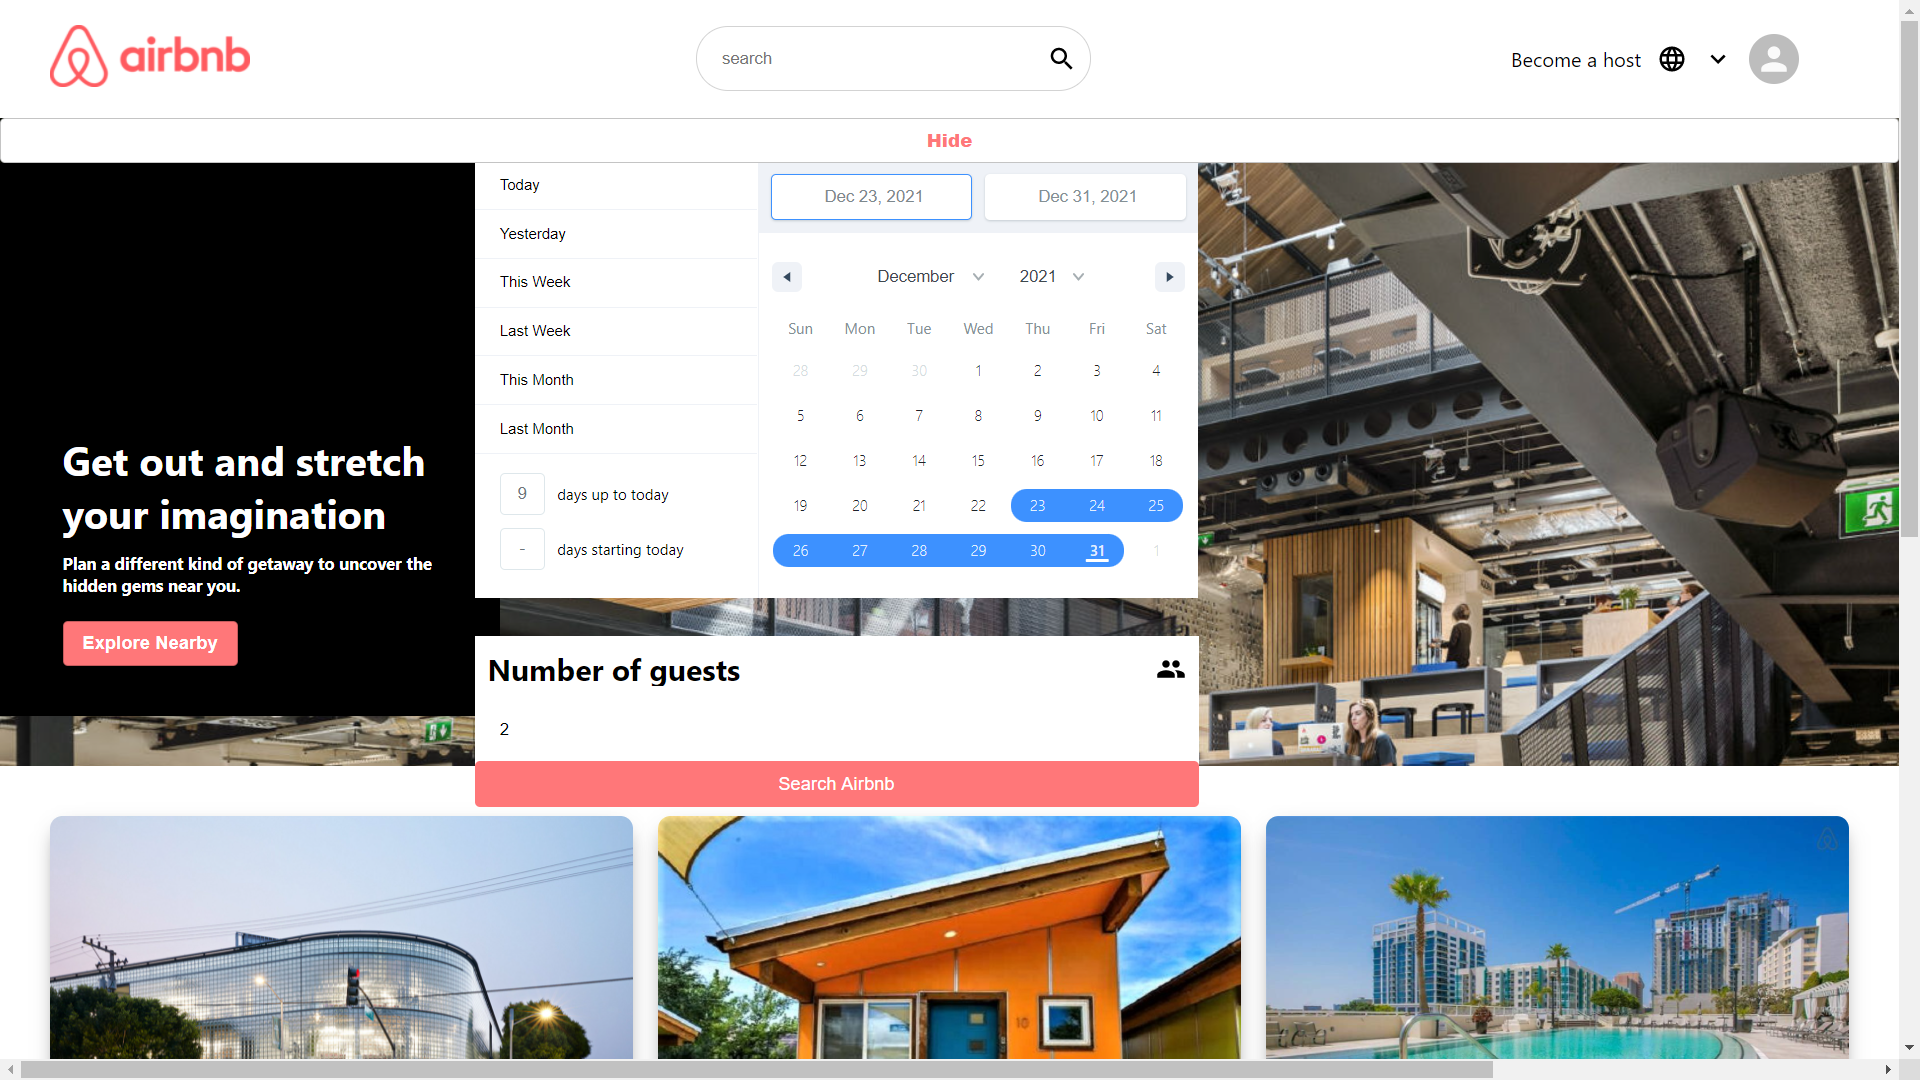 airbnb
search
Become a host
Hide
Today
Yesterday
This Week
Last Week
This Month
Last Month
9 days up to today
- days starting today
Dec 23, 2021 Dec 31, 2021
December 2021
Sun Mon Tue Wed Thu Fri Sat
28 29 30 1 2 3 4
5 6 7 8 9 10 11
12 13 14 15 16 17 18
19 20 21 22 23 24 25
26 27 28 29 30 31 1
Get out and stretch
your imagination
Plan a different kind of getaway to uncover the
hidden gems near you.
Explore Nearby
Number of guests
2
Search Airbnb
10